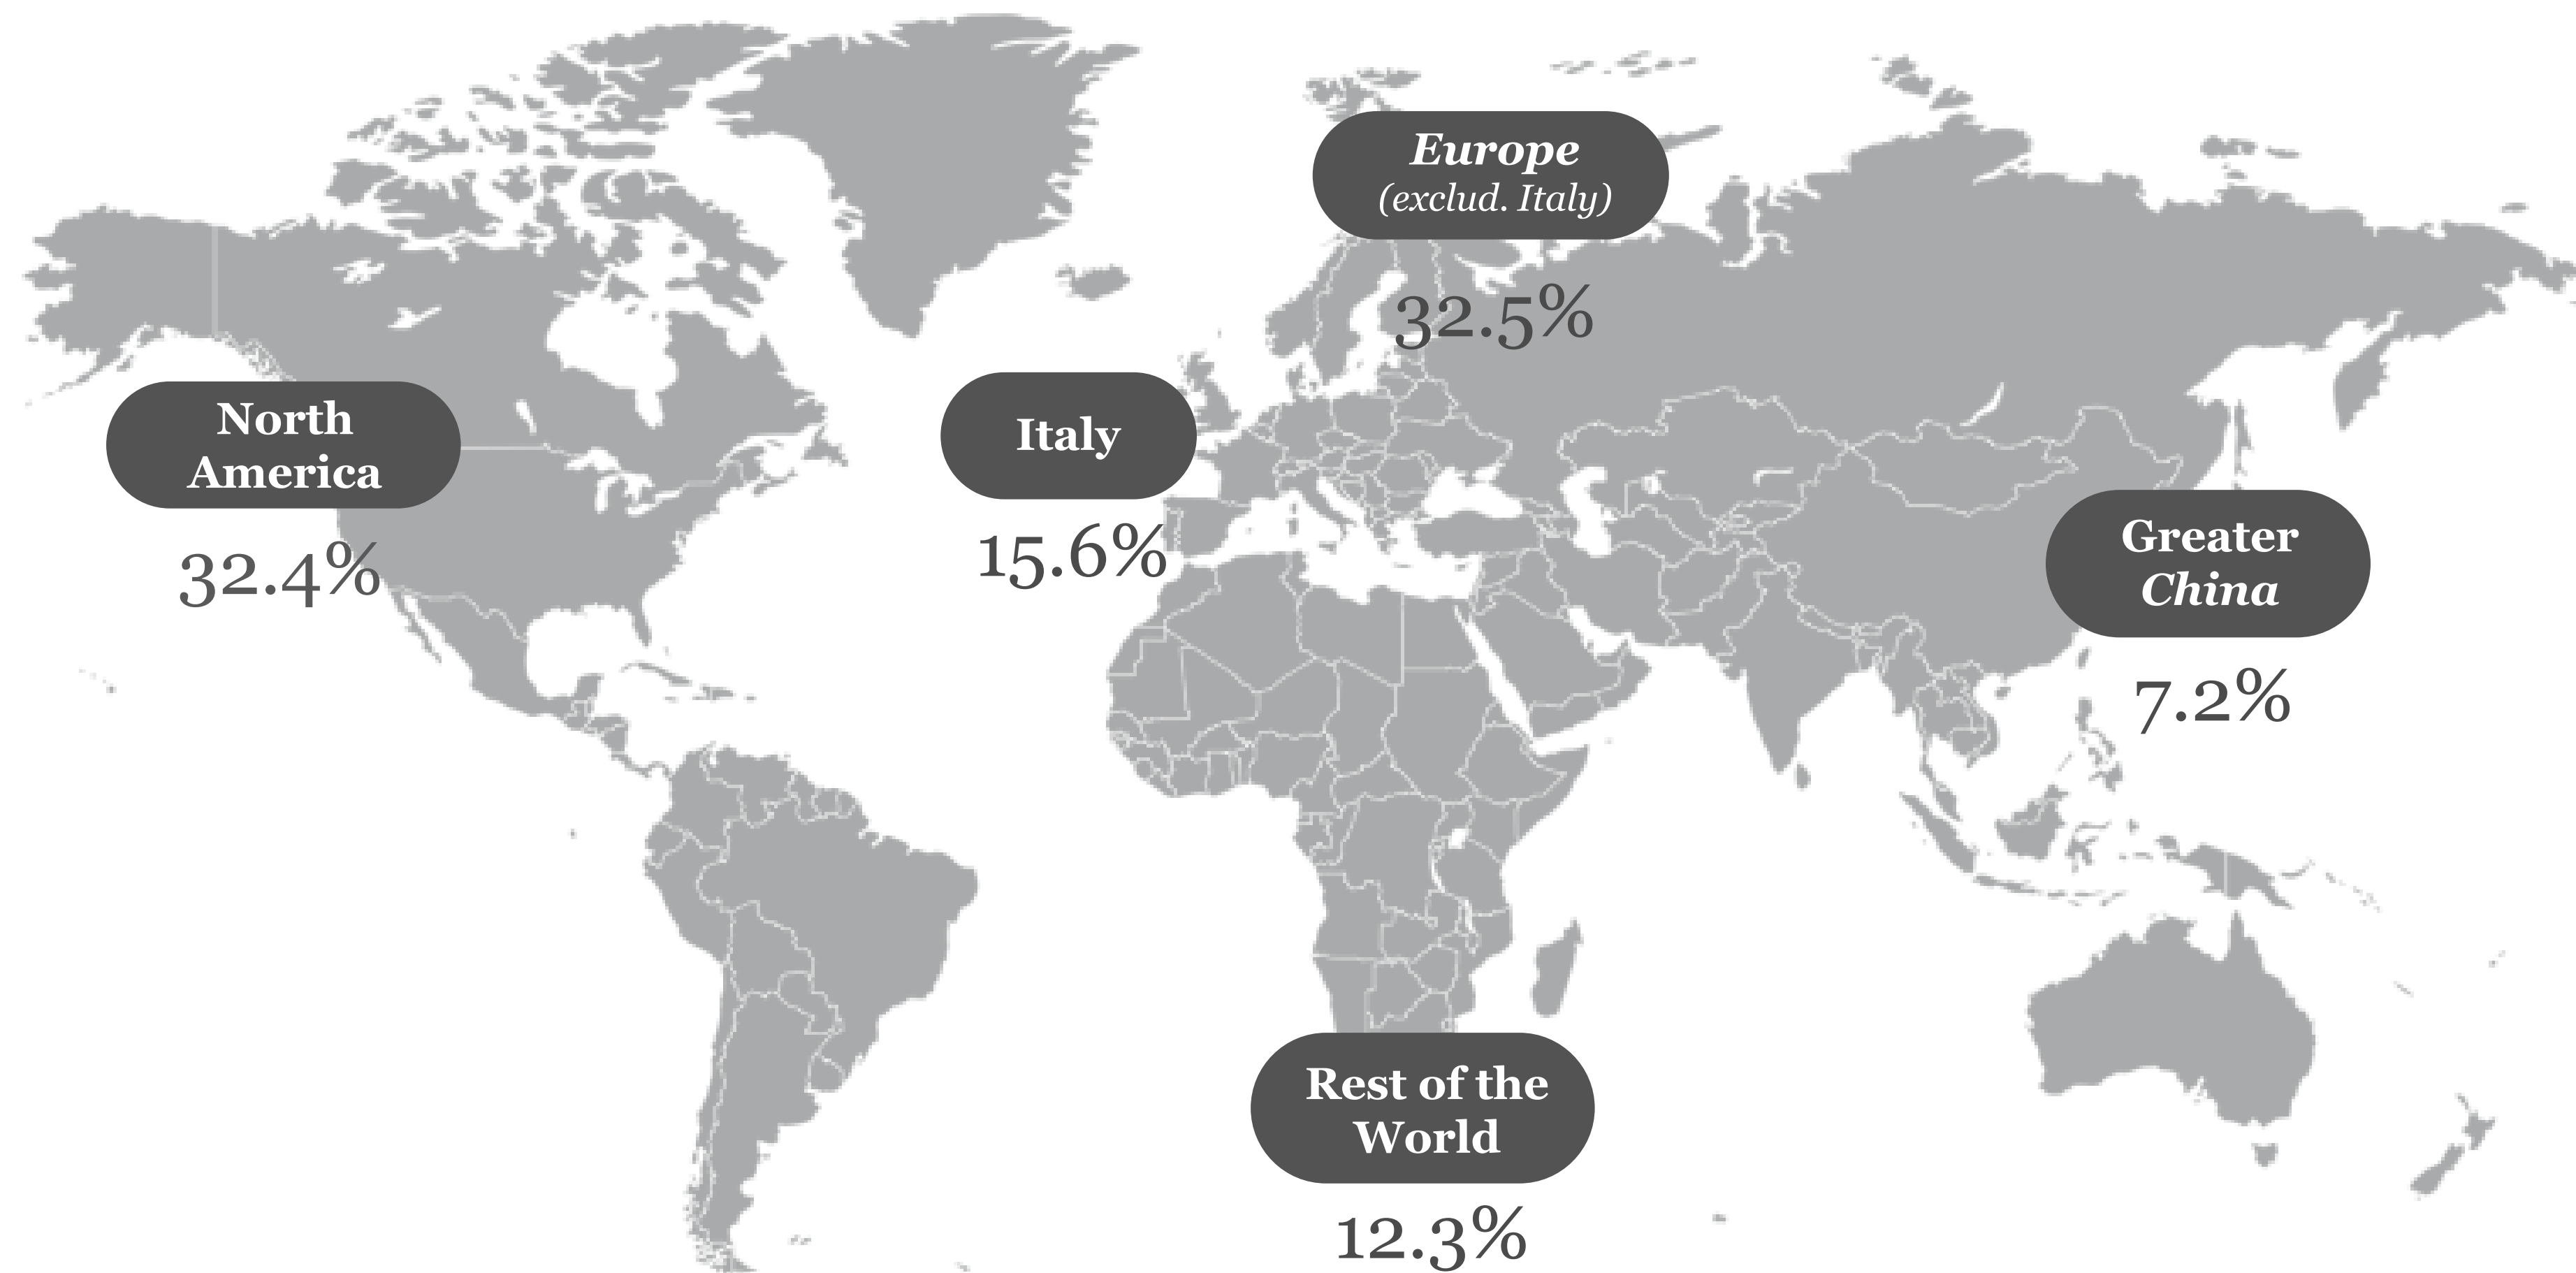 Europe
(exclud. Italy)
32.5%
North
America
32.4%
Italy
15.6%
Greater
China
7.2%
Rest of the
World
12.3%